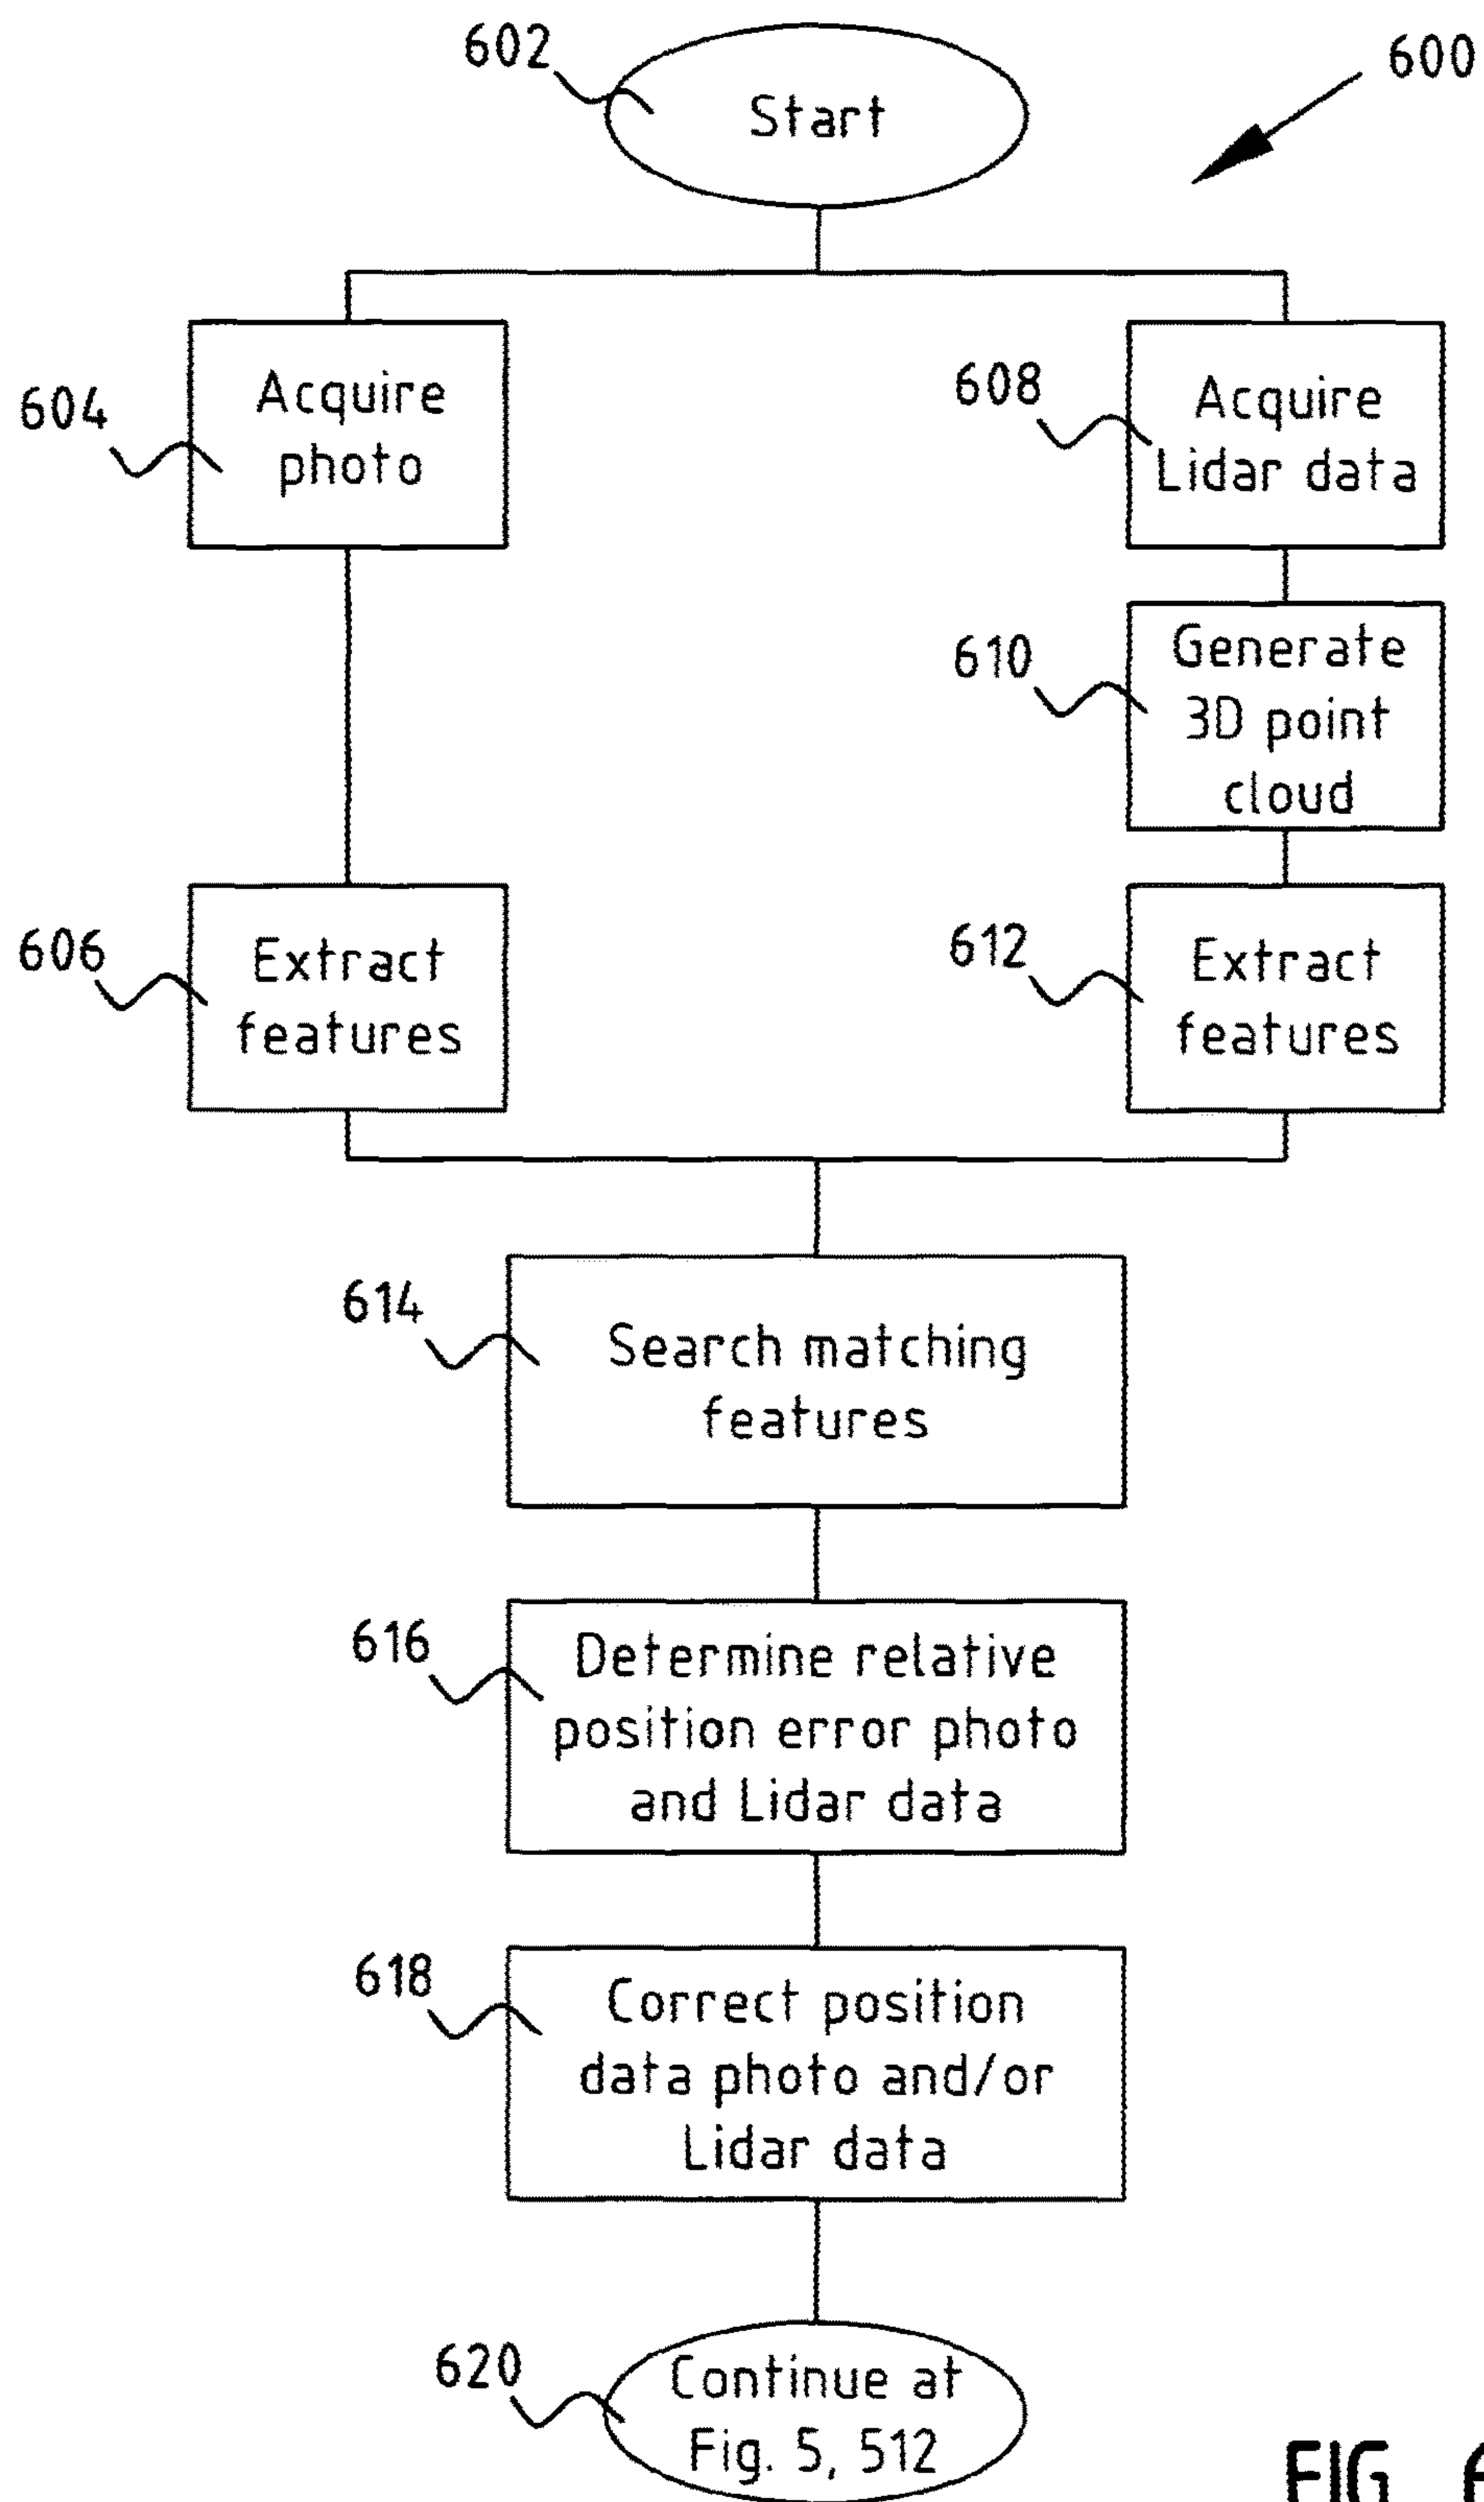 602
Start
600
604
Acquire
photo
608
Acquire
Lidar data
610
Generate
3D point
cloud
606
Extract
features
612
Extract
features
614
Search matching
features
616
Determine relative
position error photo
and Lidar data
618
Correct position
data photo and/or
Lidar data
620
Continue at
Fig. 5, 512
FIG